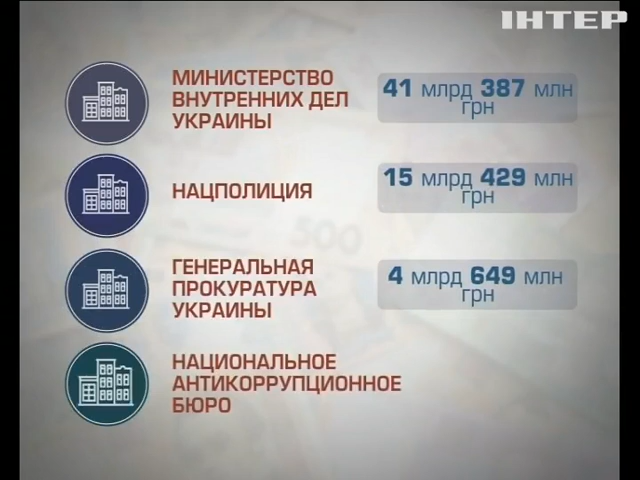 ІНТЕР
МИНИСТЕРСТВО
ВНУТРЕННИХ ДЕЛ
УКРАИНЫ
41 млрд 387 млн
грн
НАЦПОЛИЦИЯ
15 млрд 429 млн
грн
500
ГЕНЕРАЛЬНАЯ
ПРОКУРАТУРА
УКРАИНЫ
4 млрд 649 млн
грн
НАЦИОНАЛЬНОЕ
АНТИКОРРУПЦИОННОЕ
БЮРО